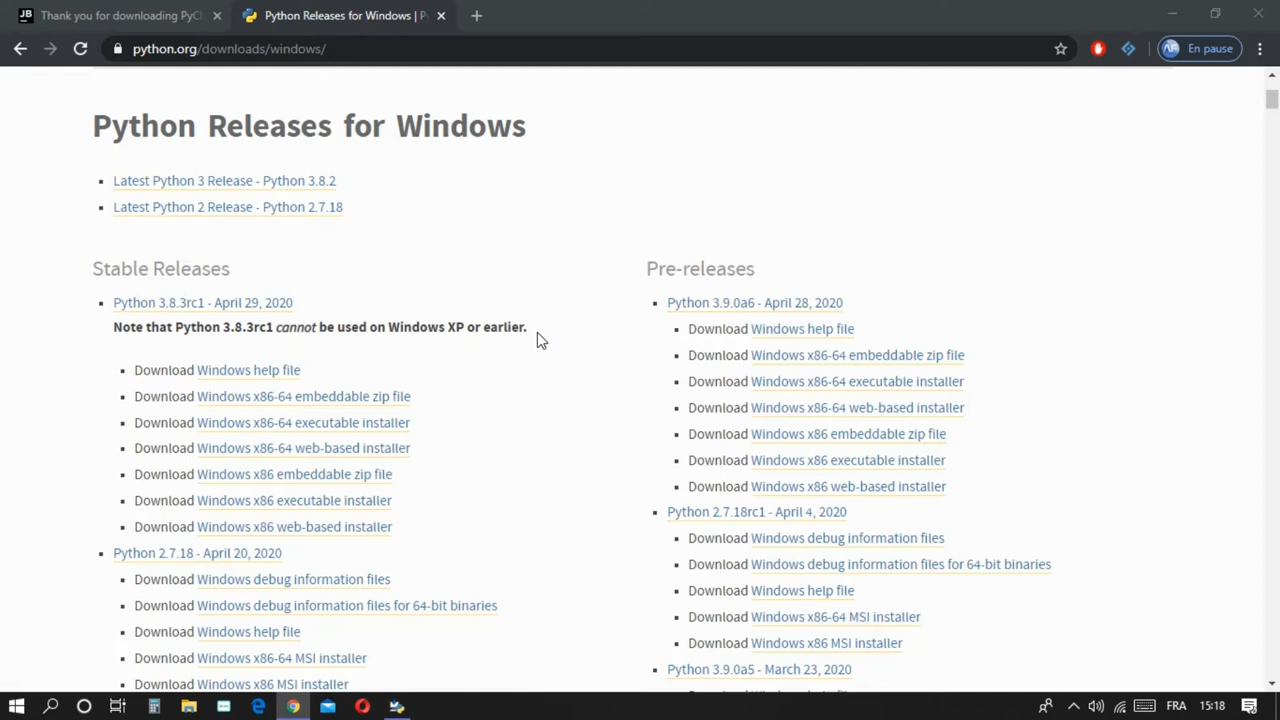 Thank you for downloading PyCh
Python Releases for Windows | Py
python.org/downloads/windows/
En pause
Python Releases for Windows
Latest Python 3 Release - Python 3.8.2
Latest Python 2 Release - Python 2.7.18
Stable Releases
Python 3.8.3rc1 - April 29, 2020
Note that Python 3.8.3rc1 cannot be used on Windows XP or earlier.
Download Windows help file
Download Windows x86-64 embeddable zip file
Download Windows x86-64 executable installer
Download Windows x86-64 web-based installer
Download Windows x86 embeddable zip file
Download Windows x86 executable installer
Download Windows x86 web-based installer
Python 2.7.18 - April 20, 2020
Download Windows debug information files
Download Windows debug information files for 64-bit binaries
Download Windows help file
Download Windows x86-64 MSI installer
Download Windows x86 MSI installer
Pre-releases
Python 3.9.0a6 - April 28, 2020
Download Windows help file
Download Windows x86-64 embeddable zip file
Download Windows x86-64 executable installer
Download Windows x86-64 web-based installer
Download Windows x86 embeddable zip file
Download Windows x86 executable installer
Download Windows x86 web-based installer
Python 2.7.18rc1 - April 4, 2020
Download Windows debug information files
Download Windows debug information files for 64-bit binaries
Download Windows help file
Download Windows x86-64 MSI installer
Download Windows x86 MSI installer
Python 3.9.0a5 - March 23, 2020
FRA
15:18